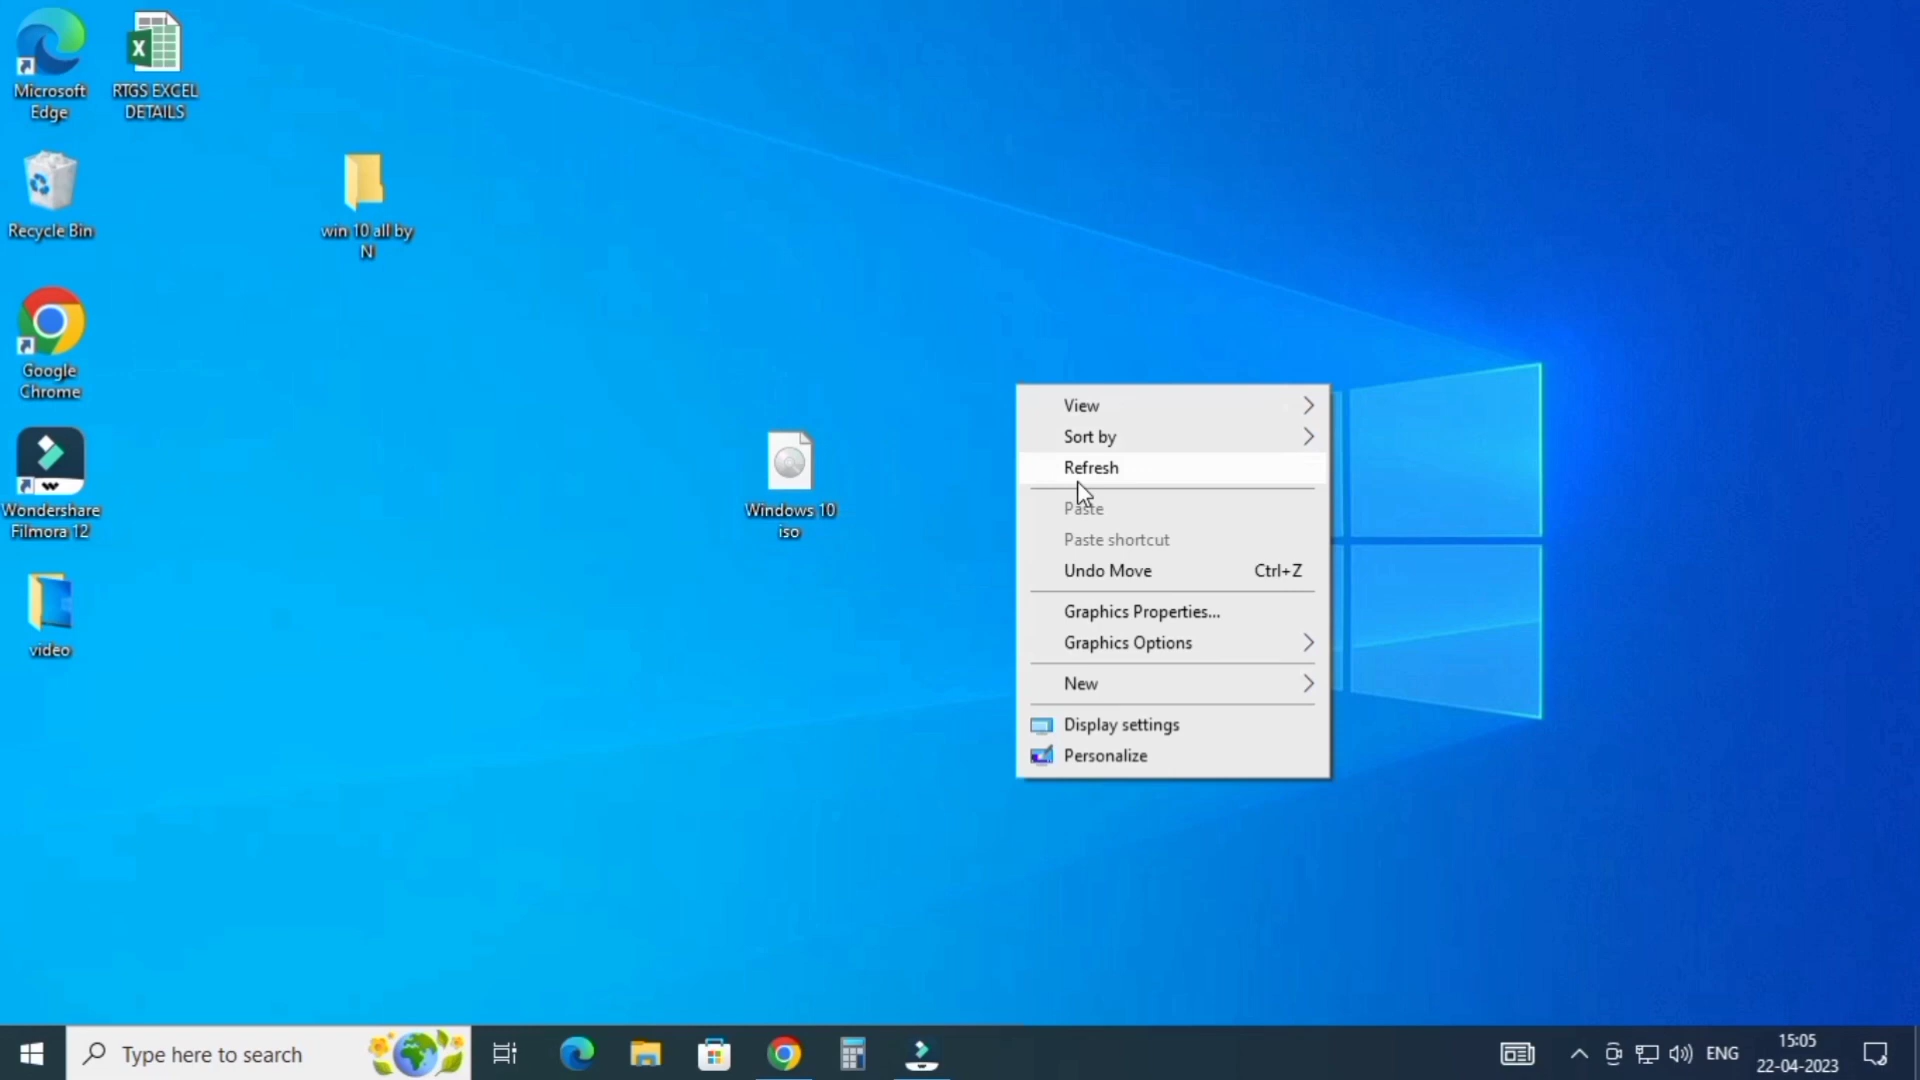 Microsoft
Edge
RTGS EXCEL
DETAILS
Recycle Bin
win 10 all by
N
Google
Chrome
Wondershare
Filmora 12
Windows 10
iso
video
View
Sort by
Refresh
Paste
Paste shortcut
Undo Move Ctrl+Z
Graphics Properties...
Graphics Options
New
Display settings
Personalize
Type here to search
ENG
15:05
22-04-2023